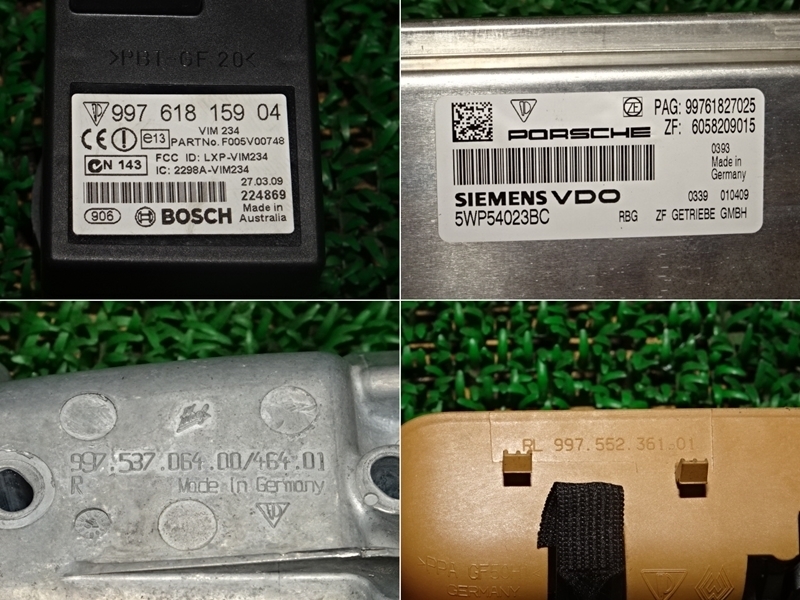 >PBT GF 20<
997 618 159 04
VIM 234
e13
PARTNo. F005V00748
N 143
FCC ID: LXP-VIM234
IC: 2298A-VIM234
27.03.09
224869
906
BOSCH
Made in
Australia
PAG: 99761827025
PORSCHE
ZF: 6058209015
0393
Made in
Germany
SIEMENS VDO
0339 010409
5WP54023BC
RBG ZF GETRIEBE GMBH
997.537.064.00/464.01
R Made In Germany
RL 997.552.361.01
GERMANY